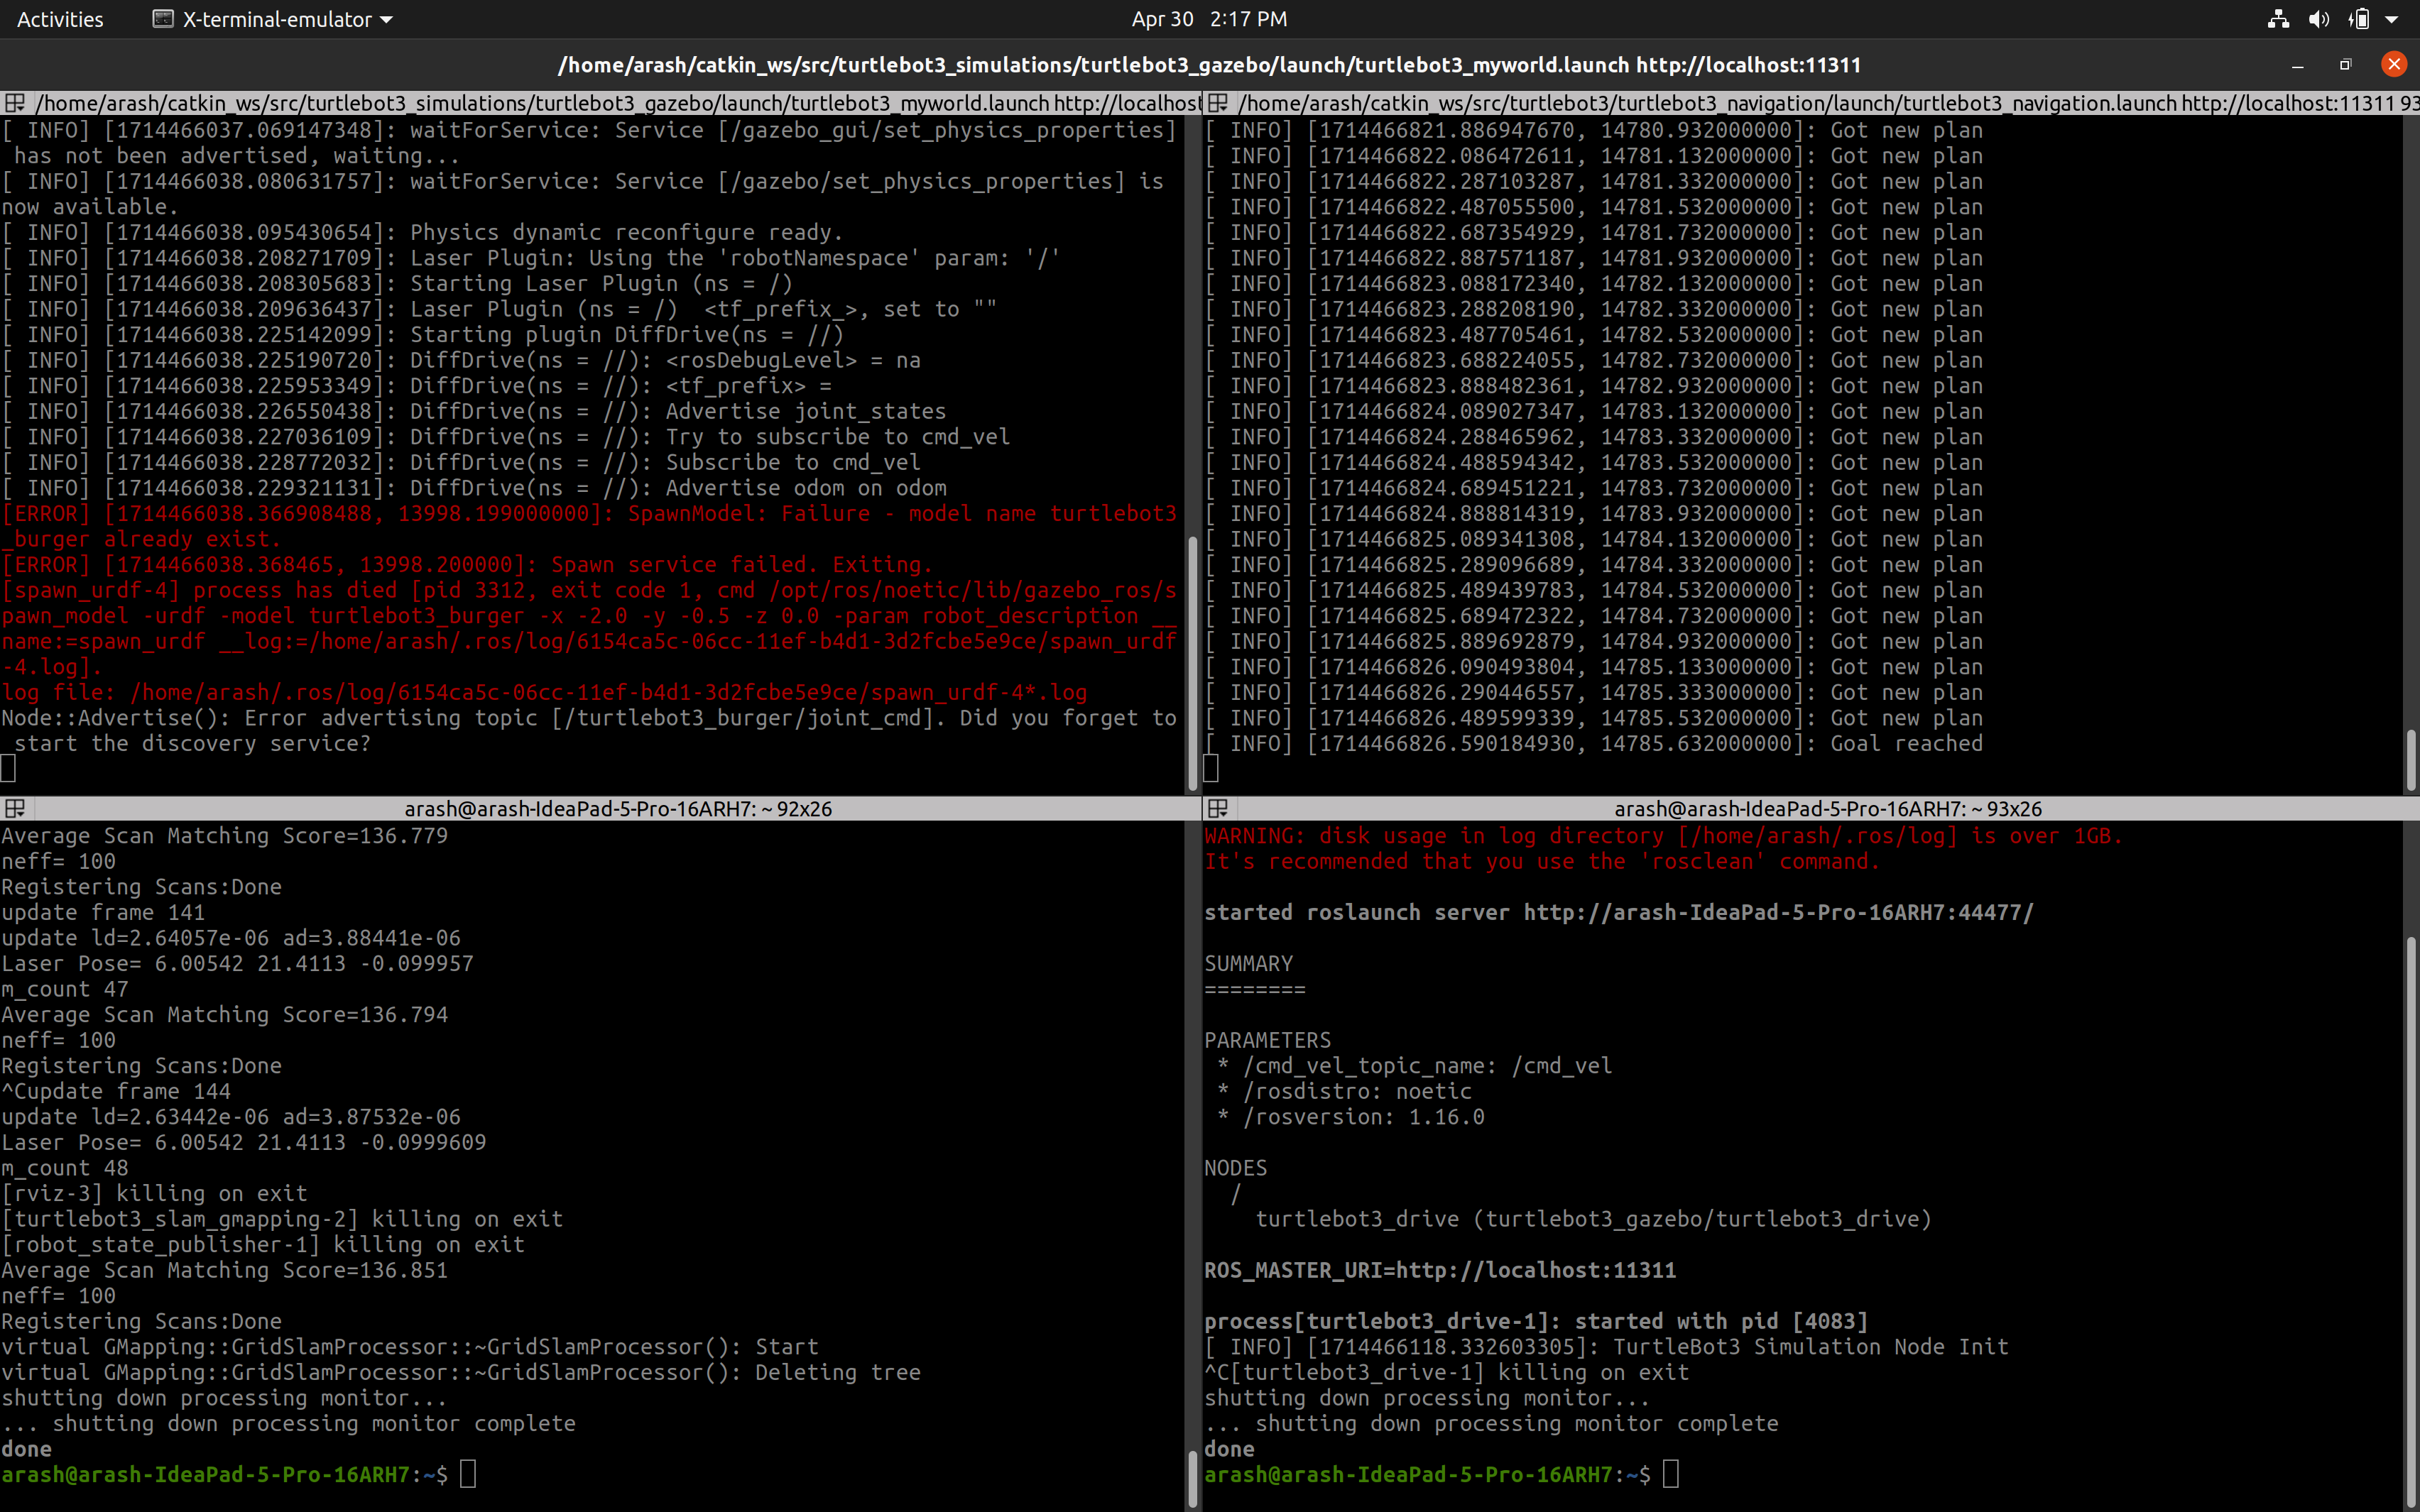 Activities
X-terminal-emulator
Apr 30 2:17 PM
/home/arash/catkin_ws/src/turtlebot3_simulations/turtlebot3_gazebo/launch/turtlebot3_myworld.launch http://localhost:11311
/home/arash/catkin_ws/src/turtlebot3_simulations/turtlebot3_gazebo/launch/turtlebot3_myworld.launch http://localhost
[ INFO] [1714466037.069147348]: waitForService: Service [/gazebo_gui/set_physics_properties]
 has not been advertised, waiting...
[ INFO] [1714466038.080631757]: waitForService: Service [/gazebo/set_physics_properties] is
now available.
[ INFO] [1714466038.095430654]: Physics dynamic reconfigure ready.
[ INFO] [1714466038.208271709]: Laser Plugin: Using the 'robotNamespace' param: '/'
[ INFO] [1714466038.208305683]: Starting Laser Plugin (ns = /)
[ INFO] [1714466038.209636437]: Laser Plugin (ns = /)  <tf_prefix_>, set to ""
[ INFO] [1714466038.225142099]: Starting plugin DiffDrive(ns = //)
[ INFO] [1714466038.225190720]: DiffDrive(ns = //): <rosDebugLevel> = na
[ INFO] [1714466038.225953349]: DiffDrive(ns = //): <tf_prefix> =
[ INFO] [1714466038.226550438]: DiffDrive(ns = //): Advertise joint_states
[ INFO] [1714466038.227036109]: DiffDrive(ns = //): Try to subscribe to cmd_vel
[ INFO] [1714466038.228772032]: DiffDrive(ns = //): Subscribe to cmd_vel
[ INFO] [1714466038.229321131]: DiffDrive(ns = //): Advertise odom on odom
[ERROR] [1714466038.366908488, 13998.199000000]: SpawnModel: Failure - model name turtlebot3
_burger already exist.
[ERROR] [1714466038.368465, 13998.200000]: Spawn service failed. Exiting.
[spawn_urdf-4] process has died [pid 3312, exit code 1, cmd /opt/ros/noetic/lib/gazebo_ros/s
pawn_model -urdf -model turtlebot3_burger -x -2.0 -y -0.5 -z 0.0 -param robot_description __
name:=spawn_urdf __log:=/home/arash/.ros/log/6154ca5c-06cc-11ef-b4d1-3d2fcbe5e9ce/spawn_urdf
-4.log].
log file: /home/arash/.ros/log/6154ca5c-06cc-11ef-b4d1-3d2fcbe5e9ce/spawn_urdf-4*.log
Node::Advertise(): Error advertising topic [/turtlebot3_burger/joint_cmd]. Did you forget to
 start the discovery service?
/home/arash/catkin_ws/src/turtlebot3/turtlebot3_navigation/launch/turtlebot3_navigation.launch http://localhost:11311 93
[ INFO] [1714466821.886947670, 14780.932000000]: Got new plan
[ INFO] [1714466822.086472611, 14781.132000000]: Got new plan
[ INFO] [1714466822.287103287, 14781.332000000]: Got new plan
[ INFO] [1714466822.487055500, 14781.532000000]: Got new plan
[ INFO] [1714466822.687354929, 14781.732000000]: Got new plan
[ INFO] [1714466822.887571187, 14781.932000000]: Got new plan
[ INFO] [1714466823.088172340, 14782.132000000]: Got new plan
[ INFO] [1714466823.288208190, 14782.332000000]: Got new plan
[ INFO] [1714466823.487705461, 14782.532000000]: Got new plan
[ INFO] [1714466823.688224055, 14782.732000000]: Got new plan
[ INFO] [1714466823.888482361, 14782.932000000]: Got new plan
[ INFO] [1714466824.089027347, 14783.132000000]: Got new plan
[ INFO] [1714466824.288465962, 14783.332000000]: Got new plan
[ INFO] [1714466824.488594342, 14783.532000000]: Got new plan
[ INFO] [1714466824.689451221, 14783.732000000]: Got new plan
[ INFO] [1714466824.888814319, 14783.932000000]: Got new plan
[ INFO] [1714466825.089341308, 14784.132000000]: Got new plan
[ INFO] [1714466825.289096689, 14784.332000000]: Got new plan
[ INFO] [1714466825.489439783, 14784.532000000]: Got new plan
[ INFO] [1714466825.689472322, 14784.732000000]: Got new plan
[ INFO] [1714466825.889692879, 14784.932000000]: Got new plan
[ INFO] [1714466826.090493804, 14785.133000000]: Got new plan
[ INFO] [1714466826.290446557, 14785.333000000]: Got new plan
[ INFO] [1714466826.489599339, 14785.532000000]: Got new plan
[ INFO] [1714466826.590184930, 14785.632000000]: Goal reached
arash@arash-IdeaPad-5-Pro-16ARH7: ~ 92x26
Average Scan Matching Score=136.779
neff= 100
Registering Scans:Done
update frame 141
update ld=2.64057e-06 ad=3.88441e-06
Laser Pose= 6.00542 21.4113 -0.099957
m_count 47
Average Scan Matching Score=136.794
neff= 100
Registering Scans:Done
^Cupdate frame 144
update ld=2.63442e-06 ad=3.87532e-06
Laser Pose= 6.00542 21.4113 -0.0999609
m_count 48
[rviz-3] killing on exit
[turtlebot3_slam_gmapping-2] killing on exit
[robot_state_publisher-1] killing on exit
Average Scan Matching Score=136.851
neff= 100
Registering Scans:Done
virtual GMapping::GridSlamProcessor::~GridSlamProcessor(): Start
virtual GMapping::GridSlamProcessor::~GridSlamProcessor(): Deleting tree
shutting down processing monitor...
... shutting down processing monitor complete
done
arash@arash-IdeaPad-5-Pro-16ARH7:~$
arash@arash-IdeaPad-5-Pro-16ARH7: ~ 93x26
WARNING: disk usage in log directory [/home/arash/.ros/log] is over 1GB.
It's recommended that you use the 'rosclean' command.
started roslaunch server http://arash-IdeaPad-5-Pro-16ARH7:44477/
SUMMARY
========
PARAMETERS
 * /cmd_vel_topic_name: /cmd_vel
 * /rosdistro: noetic
 * /rosversion: 1.16.0
NODES
  /
    turtlebot3_drive (turtlebot3_gazebo/turtlebot3_drive)
ROS_MASTER_URI=http://localhost:11311
process[turtlebot3_drive-1]: started with pid [4083]
[ INFO] [1714466118.332603305]: TurtleBot3 Simulation Node Init
^C[turtlebot3_drive-1] killing on exit
shutting down processing monitor...
... shutting down processing monitor complete
done
arash@arash-IdeaPad-5-Pro-16ARH7:~$